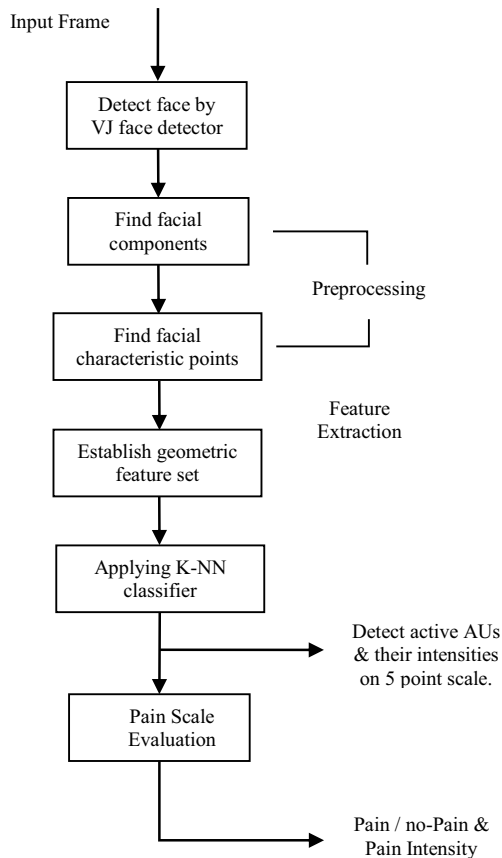 Input Frame
Detect face by
VJ face detector
Find facial
components
Preprocessing
Find facial
characteristic points
Feature
Extraction
Establish geometric
feature set
Applying K-NN
classifier
Detect active AUs
& their intensities
on 5 point scale.
Pain Scale
Evaluation
Pain / no-Pain &
Pain Intensity